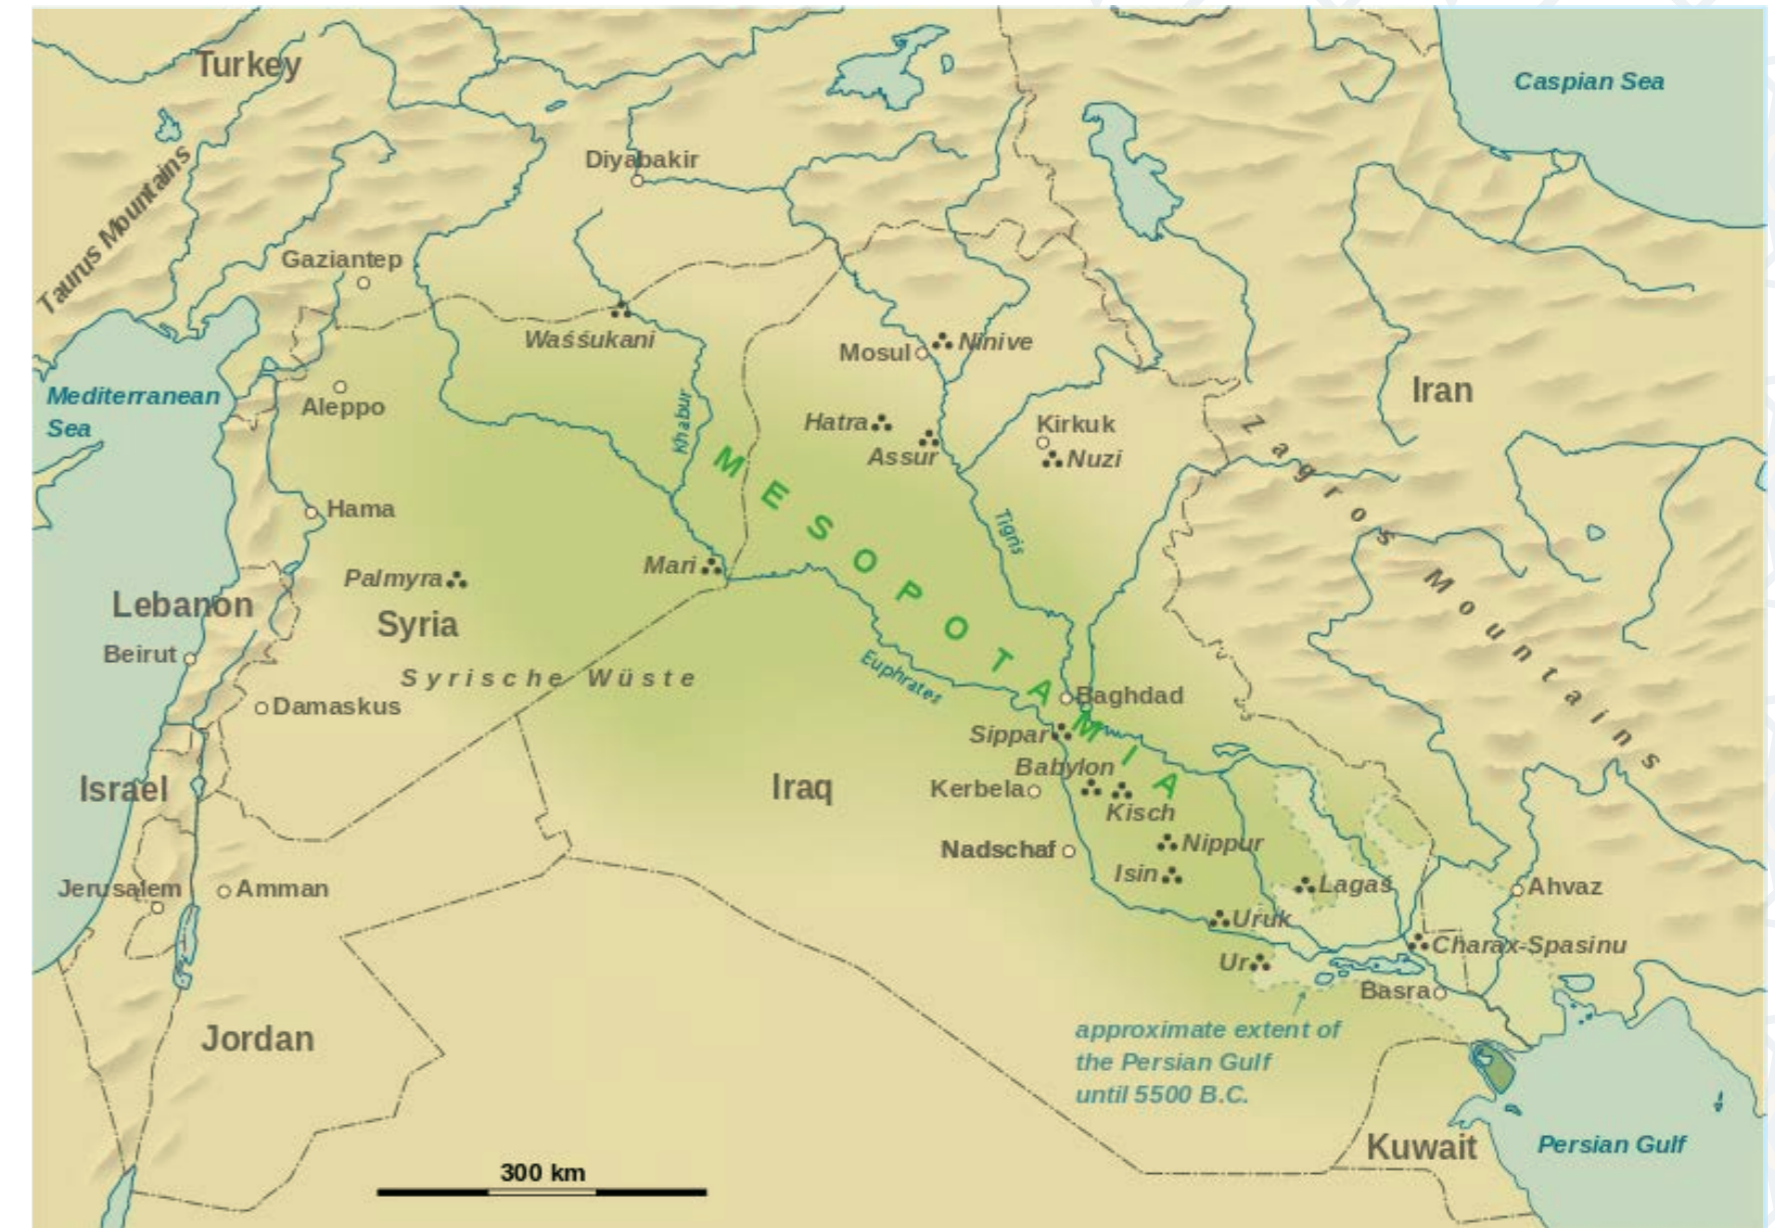 Turkey
Caspian Sea
Diyabakir
Taurus Mountains
Gaziantep
Waśśukani
Mosul
Ninive
Mediterranean
Sea
Aleppo
Khabur
Hatra
Assur
Kirkuk
Nuzi
Iran
Zagros Mountains
MESOPOTAMIA
Hama
Tigris
Palmyra
Mari
Lebanon
Syria
Beirut
Syrische Wüste
Euphrates
Damaskus
Baghdad
Sippar
Babylon
Israel
Iraq
Kerbela
Kisch
Nadschaf
Nippur
Isin
Jerusalem
Amman
Lagaś
Ahvaz
Uruk
Charax-Spasinu
Ur
Basra
Jordan
approximate extent of
the Persian Gulf
until 5500 B.C.
Kuwait
Persian Gulf
300 km